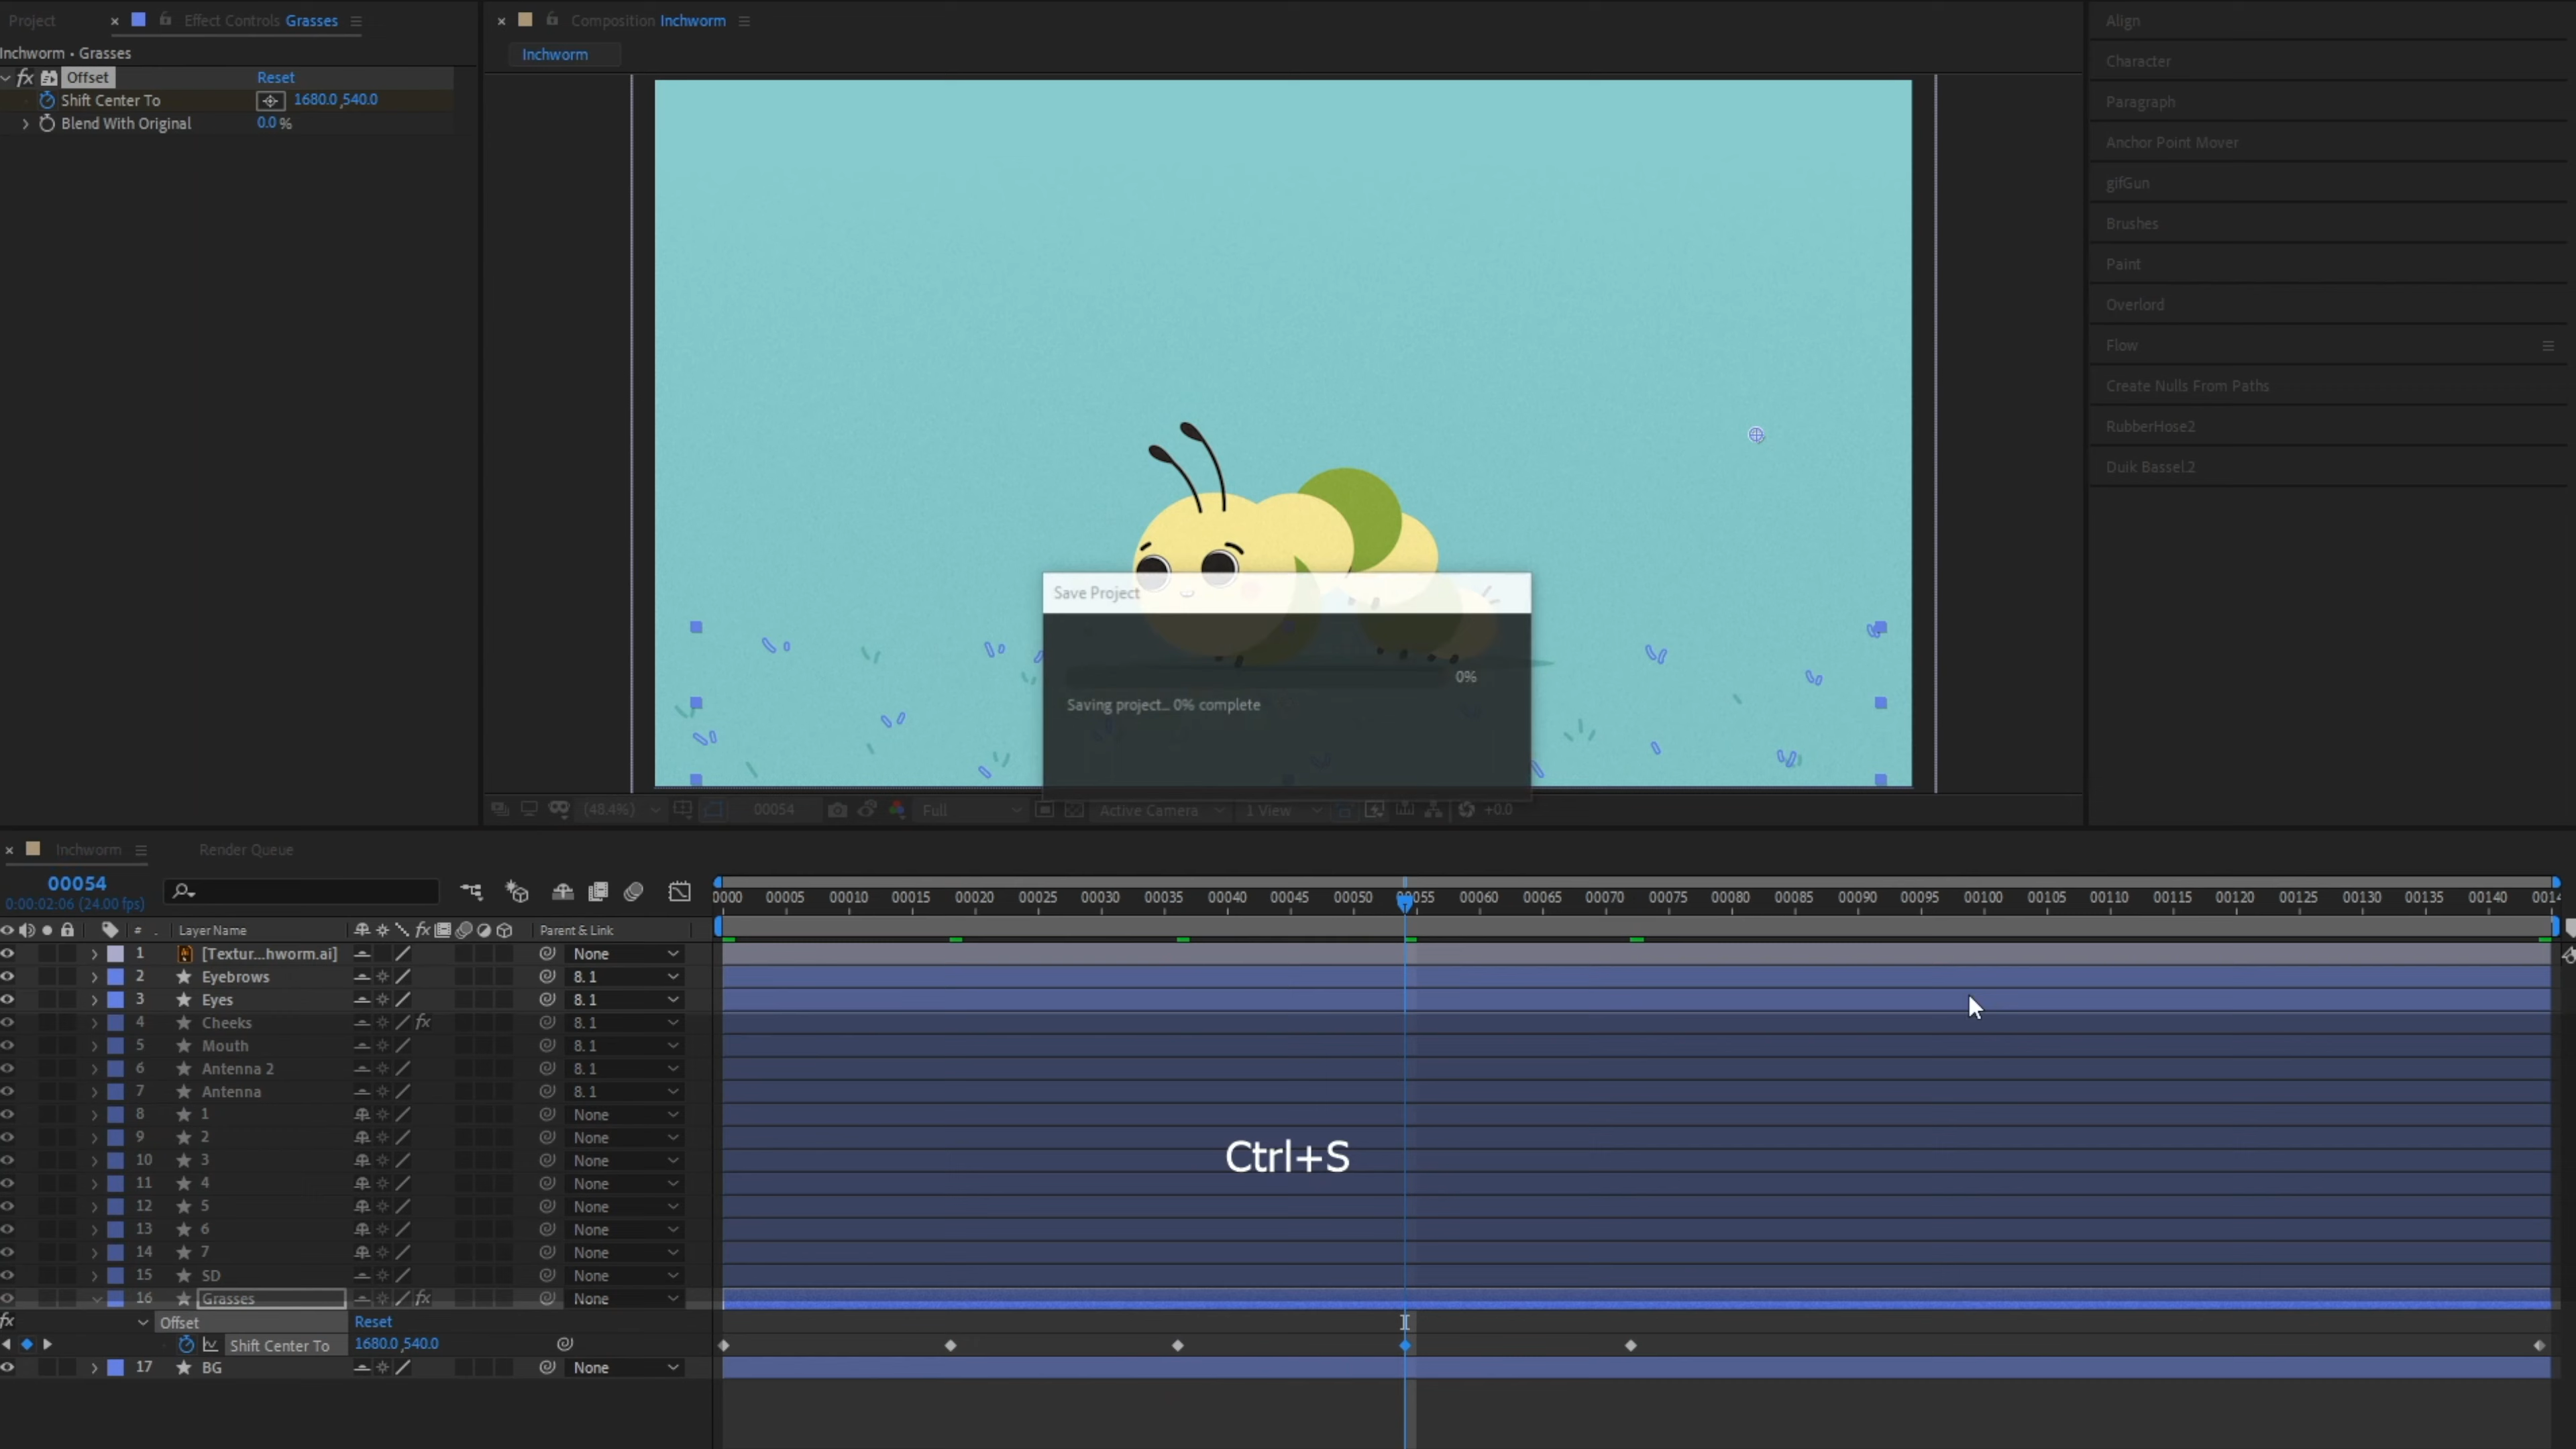 Project
× Effect Controls Grasses
Inchworm • Grasses
fx Offset Reset
Shift Center To 1680.0,540.0
Blend With Original 0.0 %
× Composition Inchworm
Inchworm
Align
Character
Paragraph
Anchor Point Mover
gifGun
Brushes
Paint
Overlord
Flow
Create Nulls From Paths
RubberHose2
Duik Bassel.2
Save Project
0%
Saving project... 0% complete
(48.4%) 00054 Full Active Camera 1 View +0.0
× Inchworm
Render Queue
00054
0:00:02:06 (24.00 fps)
0000 00005 00010 00015 00020 00025 00030 00035 00040 00045 00050 055 00060 00065 00070 00075 00080 00085 00090 00095 00100 00105 00110 00115 00120 00125 00130 00135 00140 0014
# Layer Name fx Parent & Link
1 [Textur...hworm.ai] None
2 Eyebrows 8. 1
3 Eyes 8. 1
4 Cheeks fx 8. 1
5 Mouth 8. 1
6 Antenna 2 8. 1
7 Antenna 8. 1
8 1 None
9 2 None
10 3 None
11 4 None
12 5 None
13 6 None
14 7 None
15 SD None
16 Grasses fx None
fx Offset Reset
Shift Center To 1680.0,540.0
17 BG None
Ctrl+S